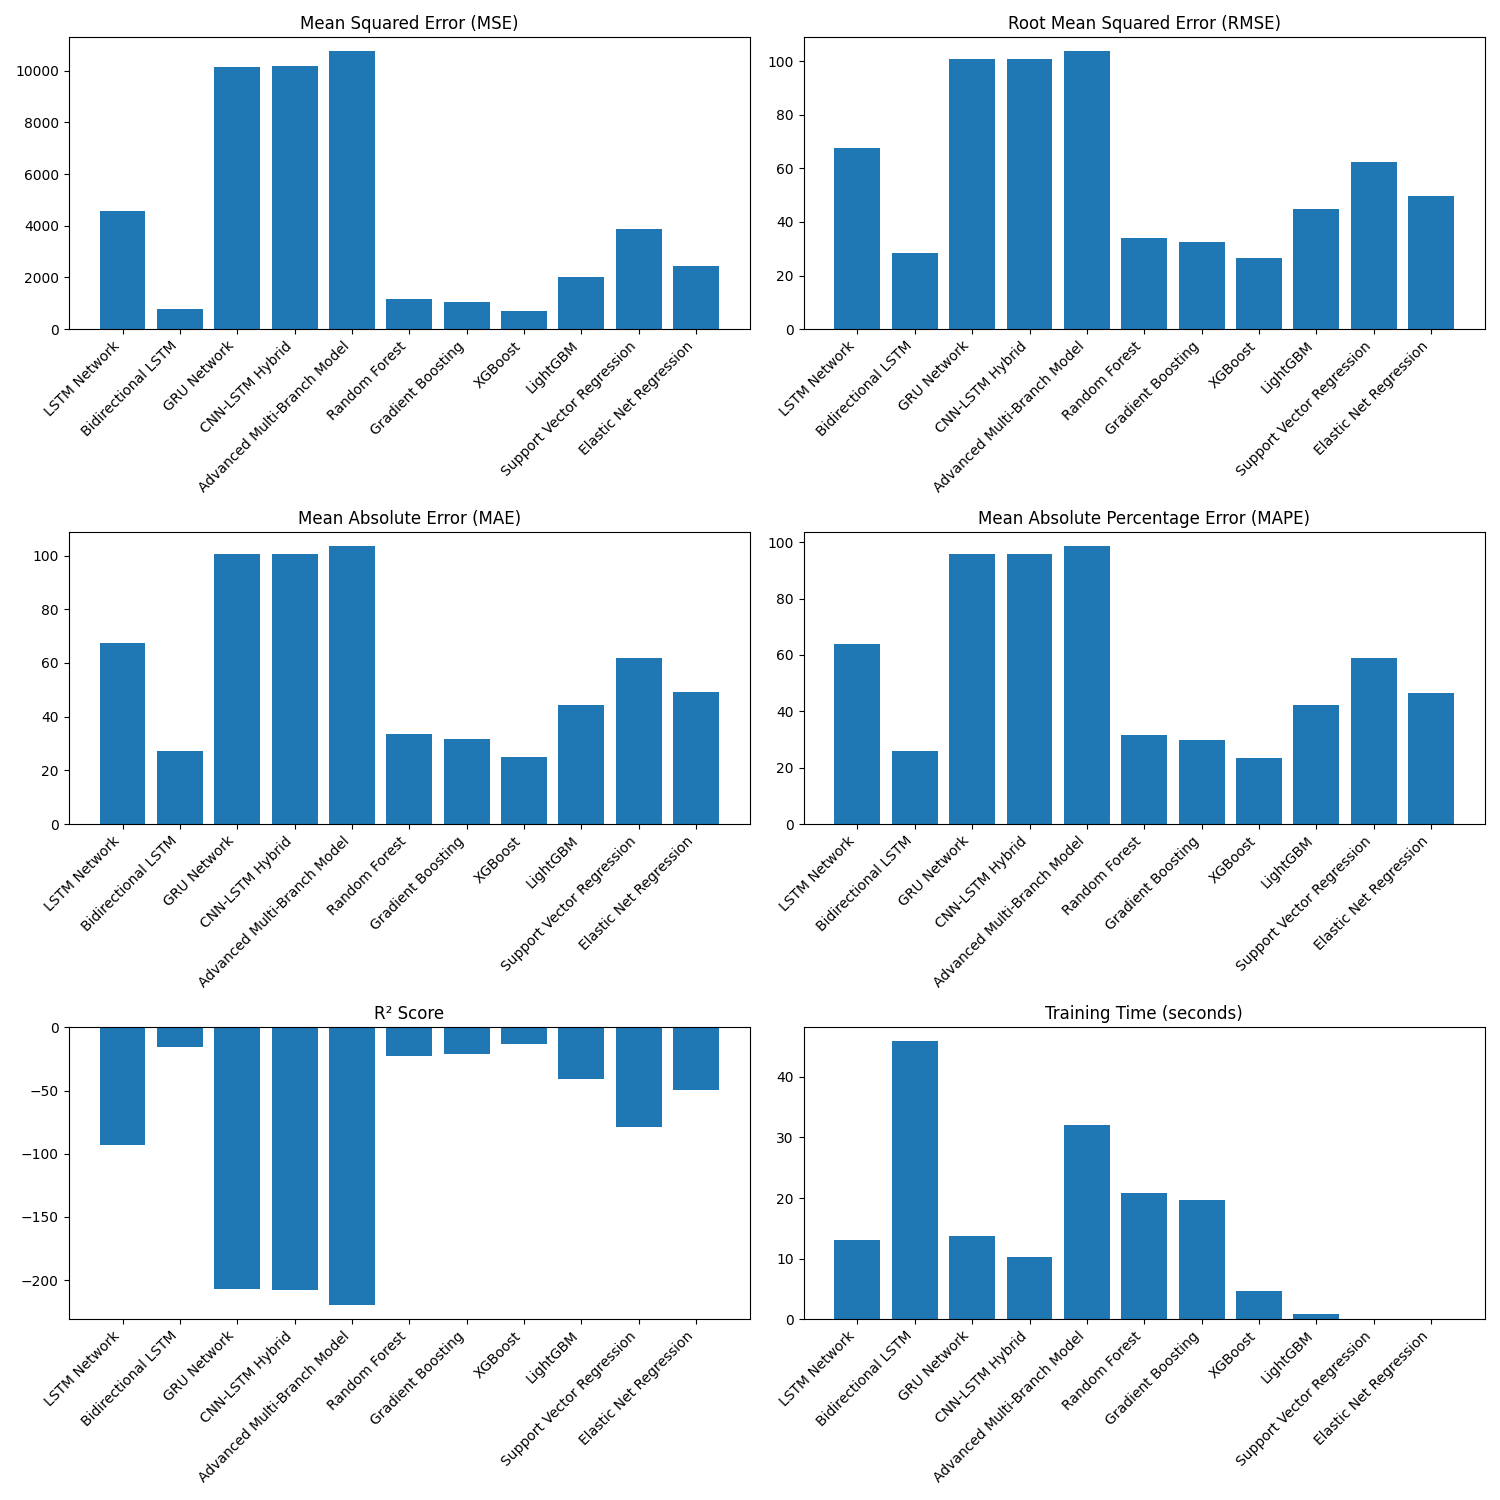 Mean Squared Error (MSE)
10000
8000
6000
4000
2000
0
LSTM Network
Bidirectional LSTM
GRU Network
CNN-LSTM Hybrid
Advanced Multi-Branch Model
Random Forest
Gradient Boosting
XGBoost
LightGBM
Support Vector Regression
Elastic Net Regression
Root Mean Squared Error (RMSE)
100
80
60
40
20
0
LSTM Network
Bidirectional LSTM
GRU Network
CNN-LSTM Hybrid
Advanced Multi-Branch Model
Random Forest
Gradient Boosting
XGBoost
LightGBM
Support Vector Regression
Elastic Net Regression
Mean Absolute Error (MAE)
100
80
60
40
20
0
LSTM Network
Bidirectional LSTM
GRU Network
CNN-LSTM Hybrid
Advanced Multi-Branch Model
Random Forest
Gradient Boosting
XGBoost
LightGBM
Support Vector Regression
Elastic Net Regression
Mean Absolute Percentage Error (MAPE)
100
80
60
40
20
0
LSTM Network
Bidirectional LSTM
GRU Network
CNN-LSTM Hybrid
Advanced Multi-Branch Model
Random Forest
Gradient Boosting
XGBoost
LightGBM
Support Vector Regression
Elastic Net Regression
R² Score
0
−50
−100
−150
−200
LSTM Network
Bidirectional LSTM
GRU Network
CNN-LSTM Hybrid
Advanced Multi-Branch Model
Random Forest
Gradient Boosting
XGBoost
LightGBM
Support Vector Regression
Elastic Net Regression
Training Time (seconds)
40
30
20
10
0
LSTM Network
Bidirectional LSTM
GRU Network
CNN-LSTM Hybrid
Advanced Multi-Branch Model
Random Forest
Gradient Boosting
XGBoost
LightGBM
Support Vector Regression
Elastic Net Regression